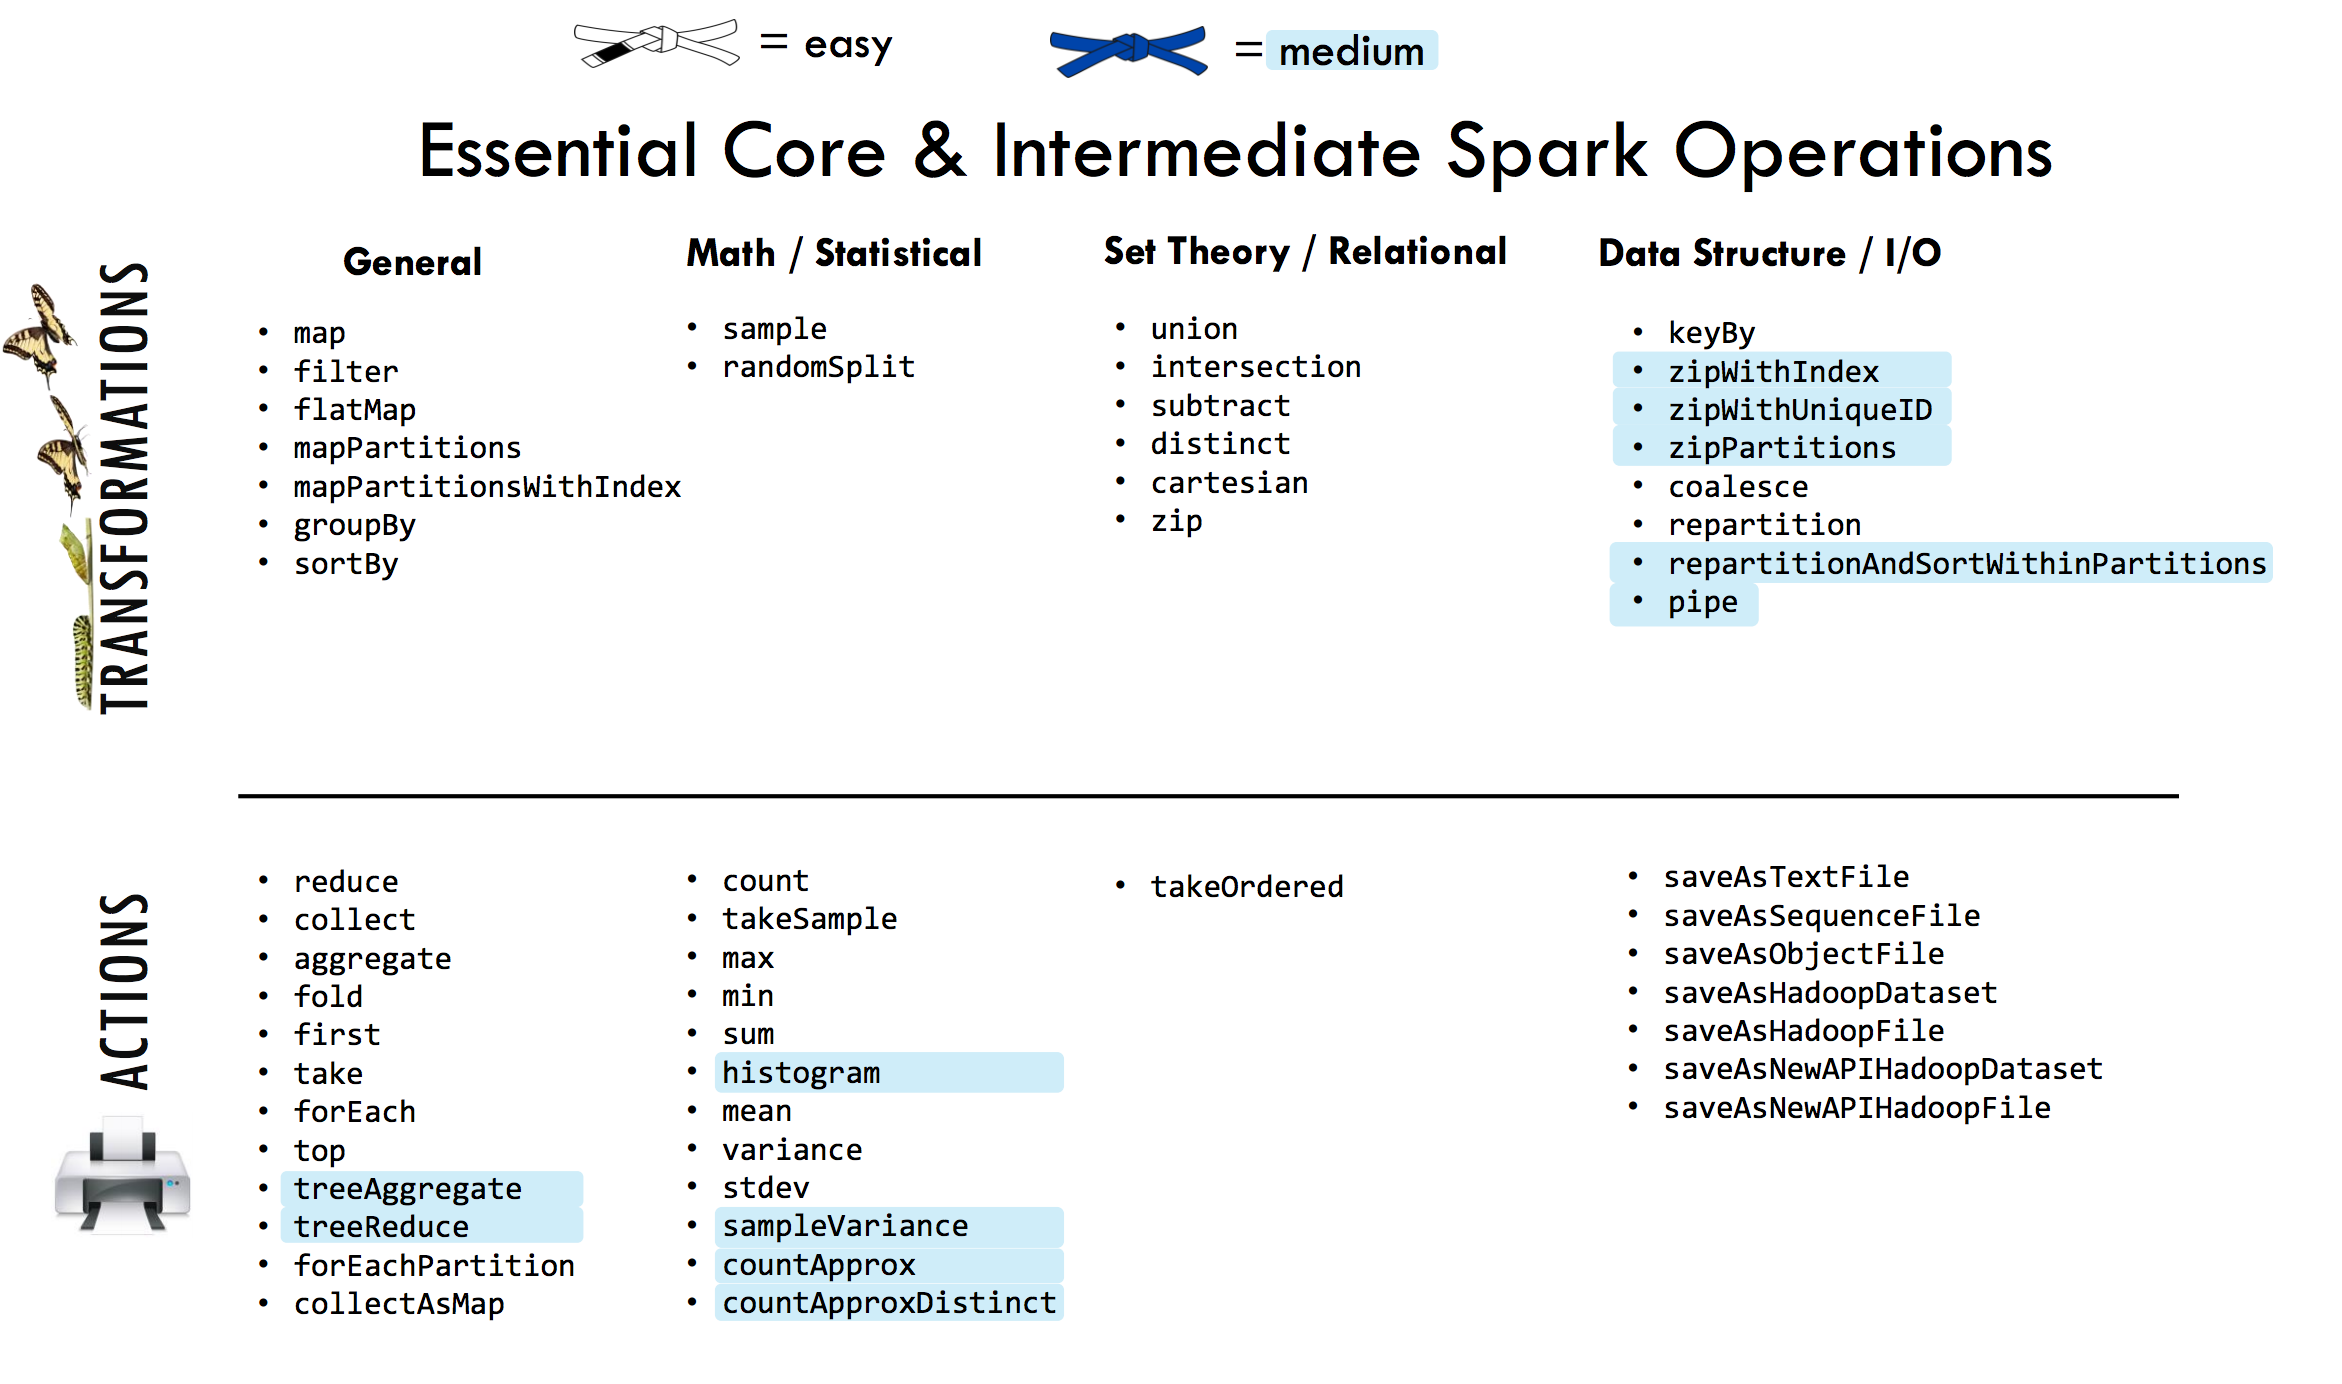 = easy
= medium
Essential Core & Intermediate Spark Operations
TRANSFORMATIONS
General
• map
• filter
• flatMap
• mapPartitions
• mapPartitionsWithIndex
• groupBy
• sortBy
Math / Statistical
• sample
• randomSplit
Set Theory / Relational
• union
• intersection
• subtract
• distinct
• cartesian
• zip
Data Structure / I/O
• keyBy
• zipWithIndex
• zipWithUniqueID
• zipPartitions
• coalesce
• repartition
• repartitionAndSortWithinPartitions
• pipe
ACTIONS
• reduce
• collect
• aggregate
• fold
• first
• take
• forEach
• top
• treeAggregate
• treeReduce
• forEachPartition
• collectAsMap
• count
• takeSample
• max
• min
• sum
• histogram
• mean
• variance
• stdev
• sampleVariance
• countApprox
• countApproxDistinct
• takeOrdered
• saveAsTextFile
• saveAsSequenceFile
• saveAsObjectFile
• saveAsHadoopDataset
• saveAsHadoopFile
• saveAsNewAPIHadoopDataset
• saveAsNewAPIHadoopFile